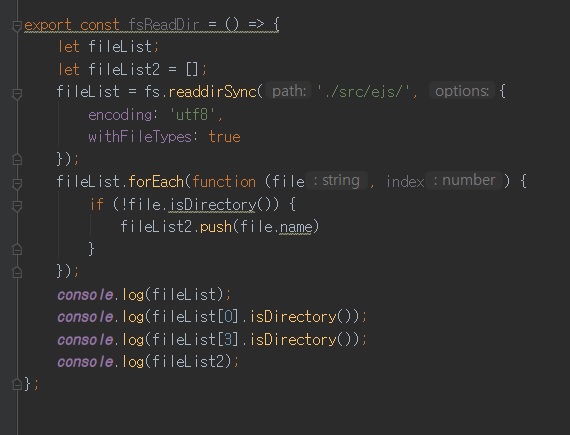 export const fsReadDir = () => {
let fileList;
let fileList2 = [];
fileList = fs.readdirSync( path: './src/ejs/', options: {
encoding: 'utf8',
withFileTypes: true
});
fileList.forEach(function (file : string , index : number ) {
if (!file.isDirectory()) {
fileList2.push(file.name)
}
});
console.log(fileList);
console.log(fileList[0].isDirectory());
console.log(fileList[3].isDirectory());
console.log(fileList2);
};